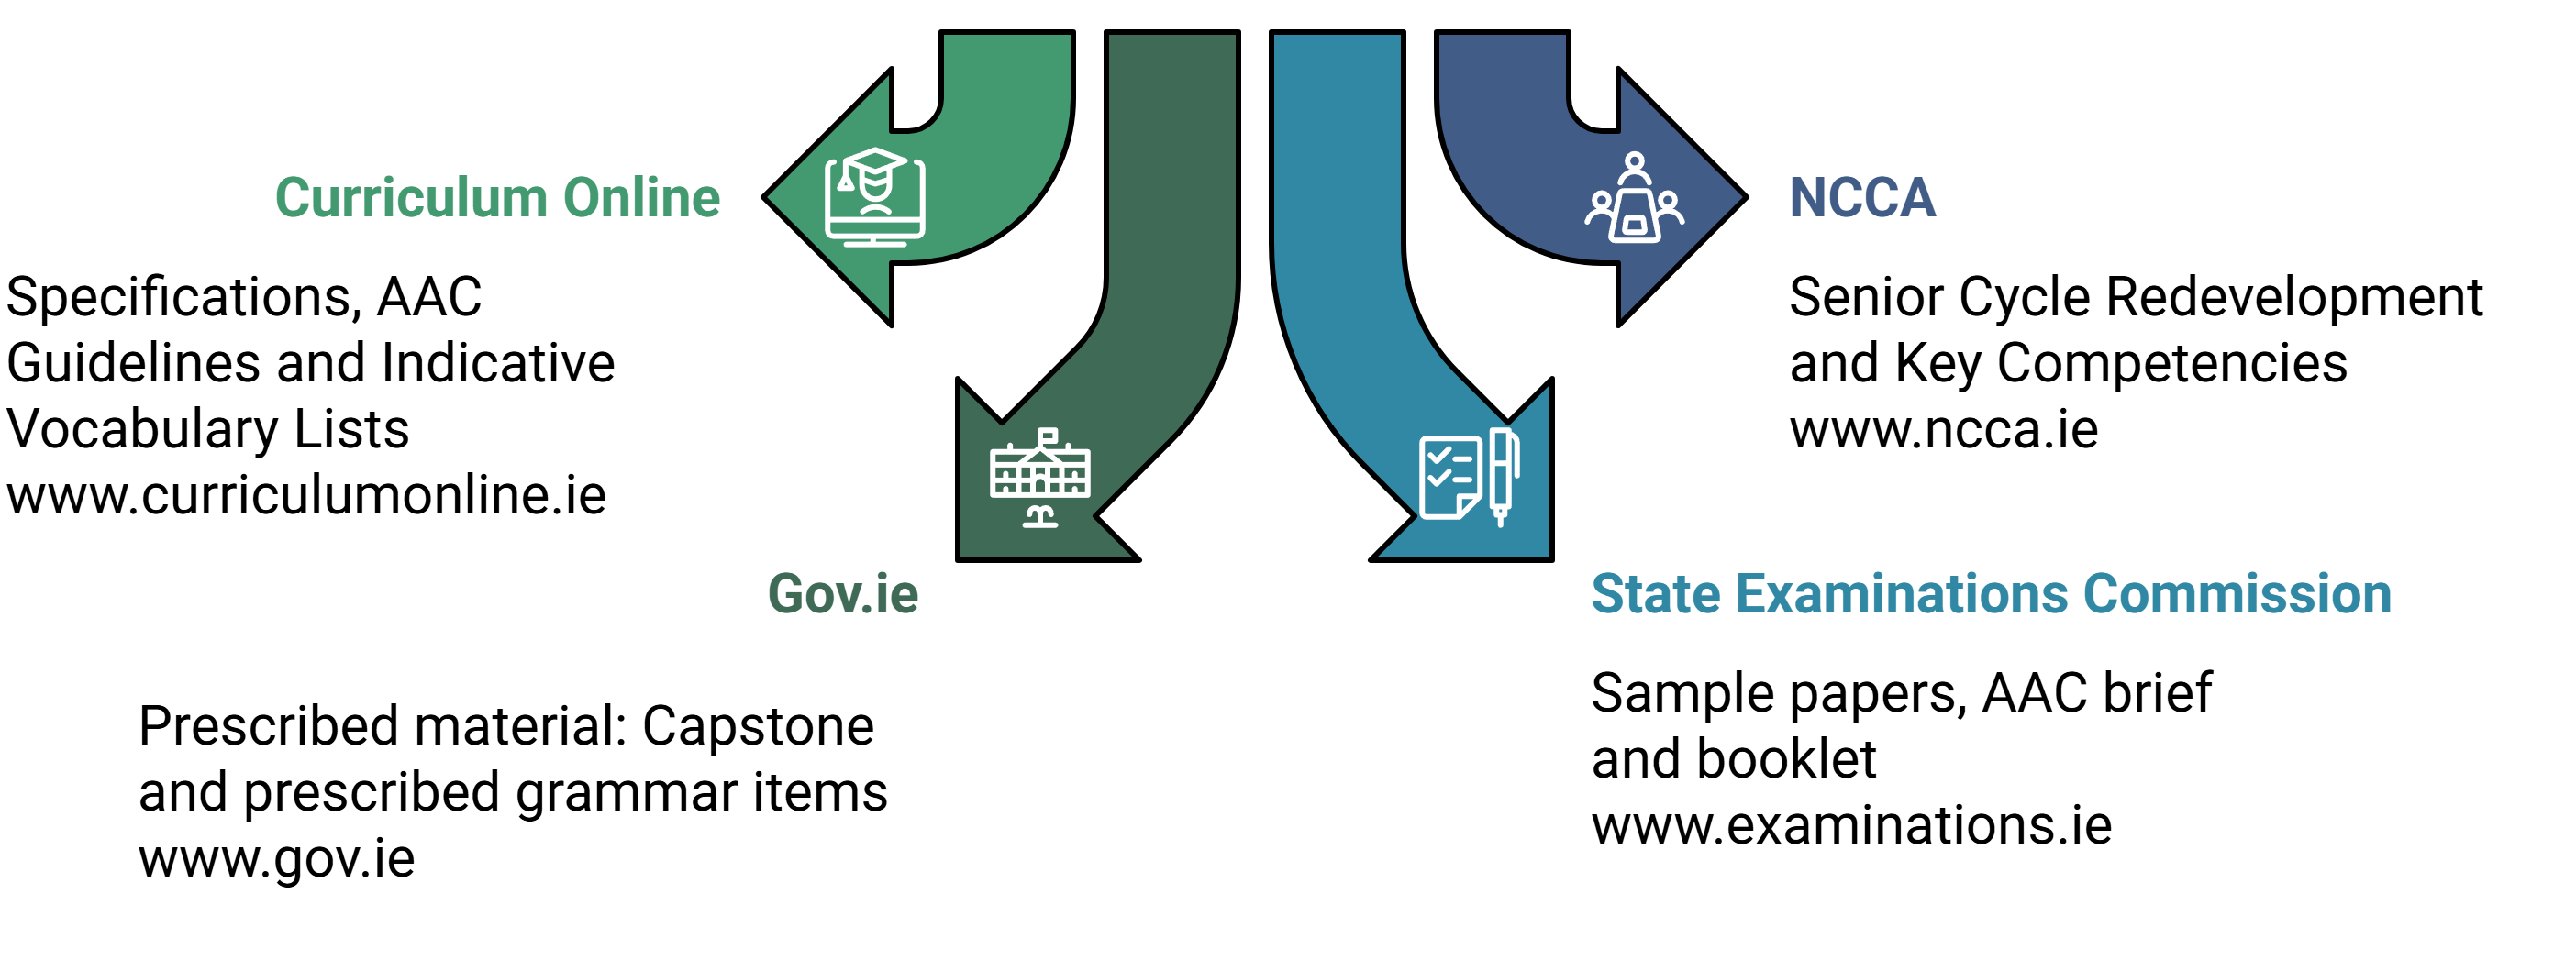 Curriculum Online
Specifications, AAC
Guidelines and Indicative
Vocabulary Lists
www.curriculumonline.ie
Gov.ie
Prescribed material: Capstone
and prescribed grammar items
www.gov.ie
State Examinations Commission
Sample papers, AAC brief
and booklet
www.examinations.ie
NCCA
Senior Cycle Redevelopment
and Key Competencies
www.ncca.ie